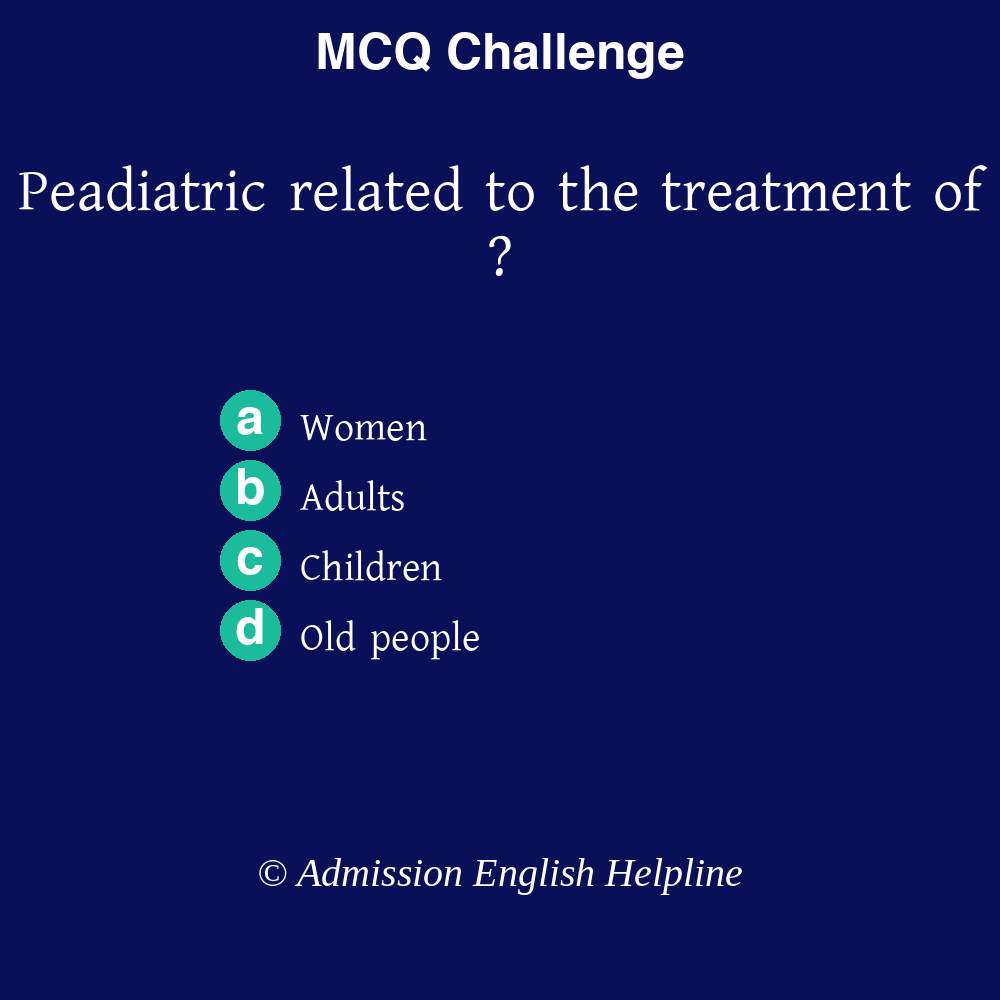 MCQ Challenge
Peadiatric related to the treatment of
?
a Women
b Adults
c Children
d Old people
© Admission English Helpline